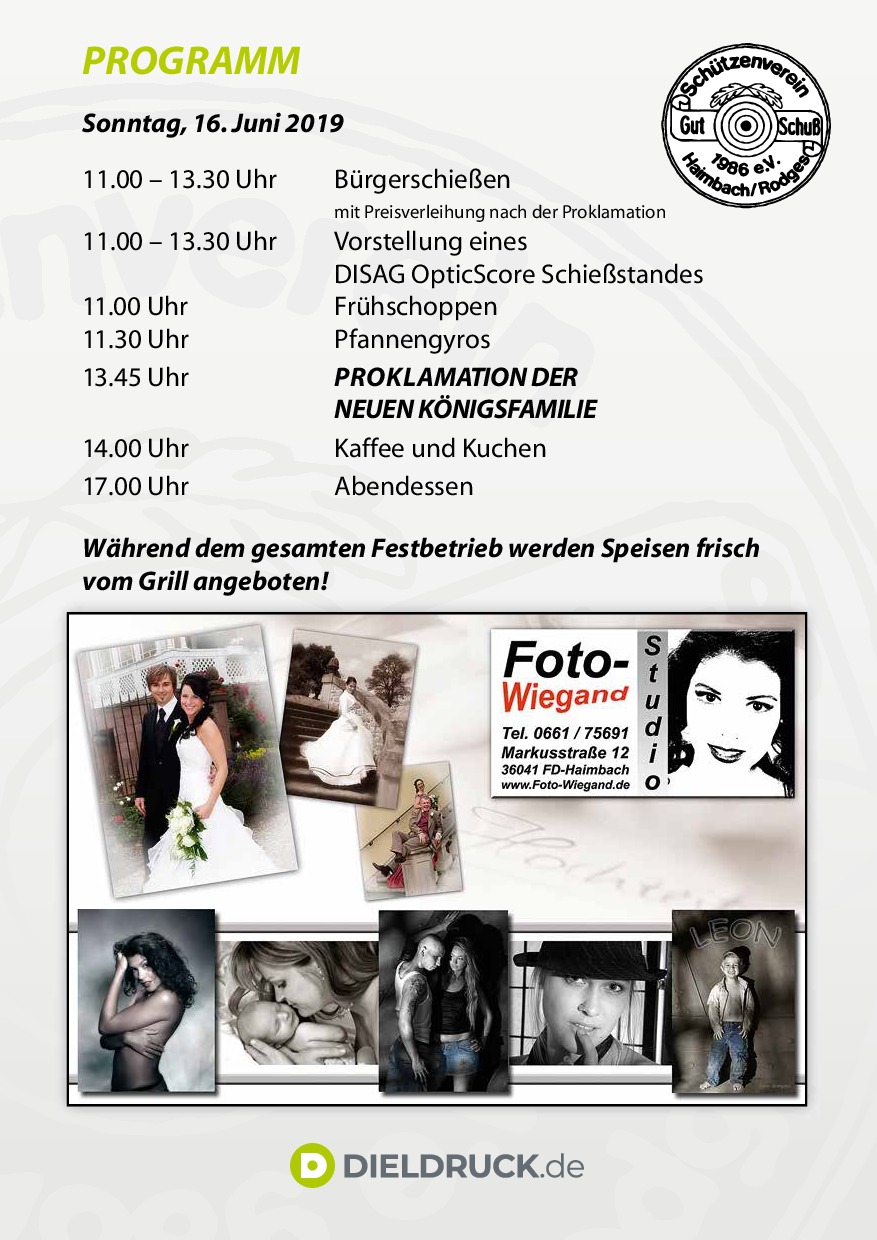 PROGRAMM
Sonntag, 16. Juni 2019
Schützenverein
Gut Schuß
1986 e.V.
Haimbach/Rodges
11.00 – 13.30 Uhr Bürgerschießen
mit Preisverleihung nach der Proklamation
11.00 – 13.30 Uhr Vorstellung eines
DISAG OpticScore Schießstandes
11.00 Uhr Frühschoppen
11.30 Uhr Pfannengyros
13.45 Uhr PROKLAMATION DER
NEUEN KÖNIGSFAMILIE
14.00 Uhr Kaffee und Kuchen
17.00 Uhr Abendessen
Während dem gesamten Festbetrieb werden Speisen frisch
vom Grill angeboten!
Foto-
Wiegand
Studio
Tel. 0661 / 75691
Markusstraße 12
36041 FD-Haimbach
www.Foto-Wiegand.de
LEON
DIELDRUCK.de